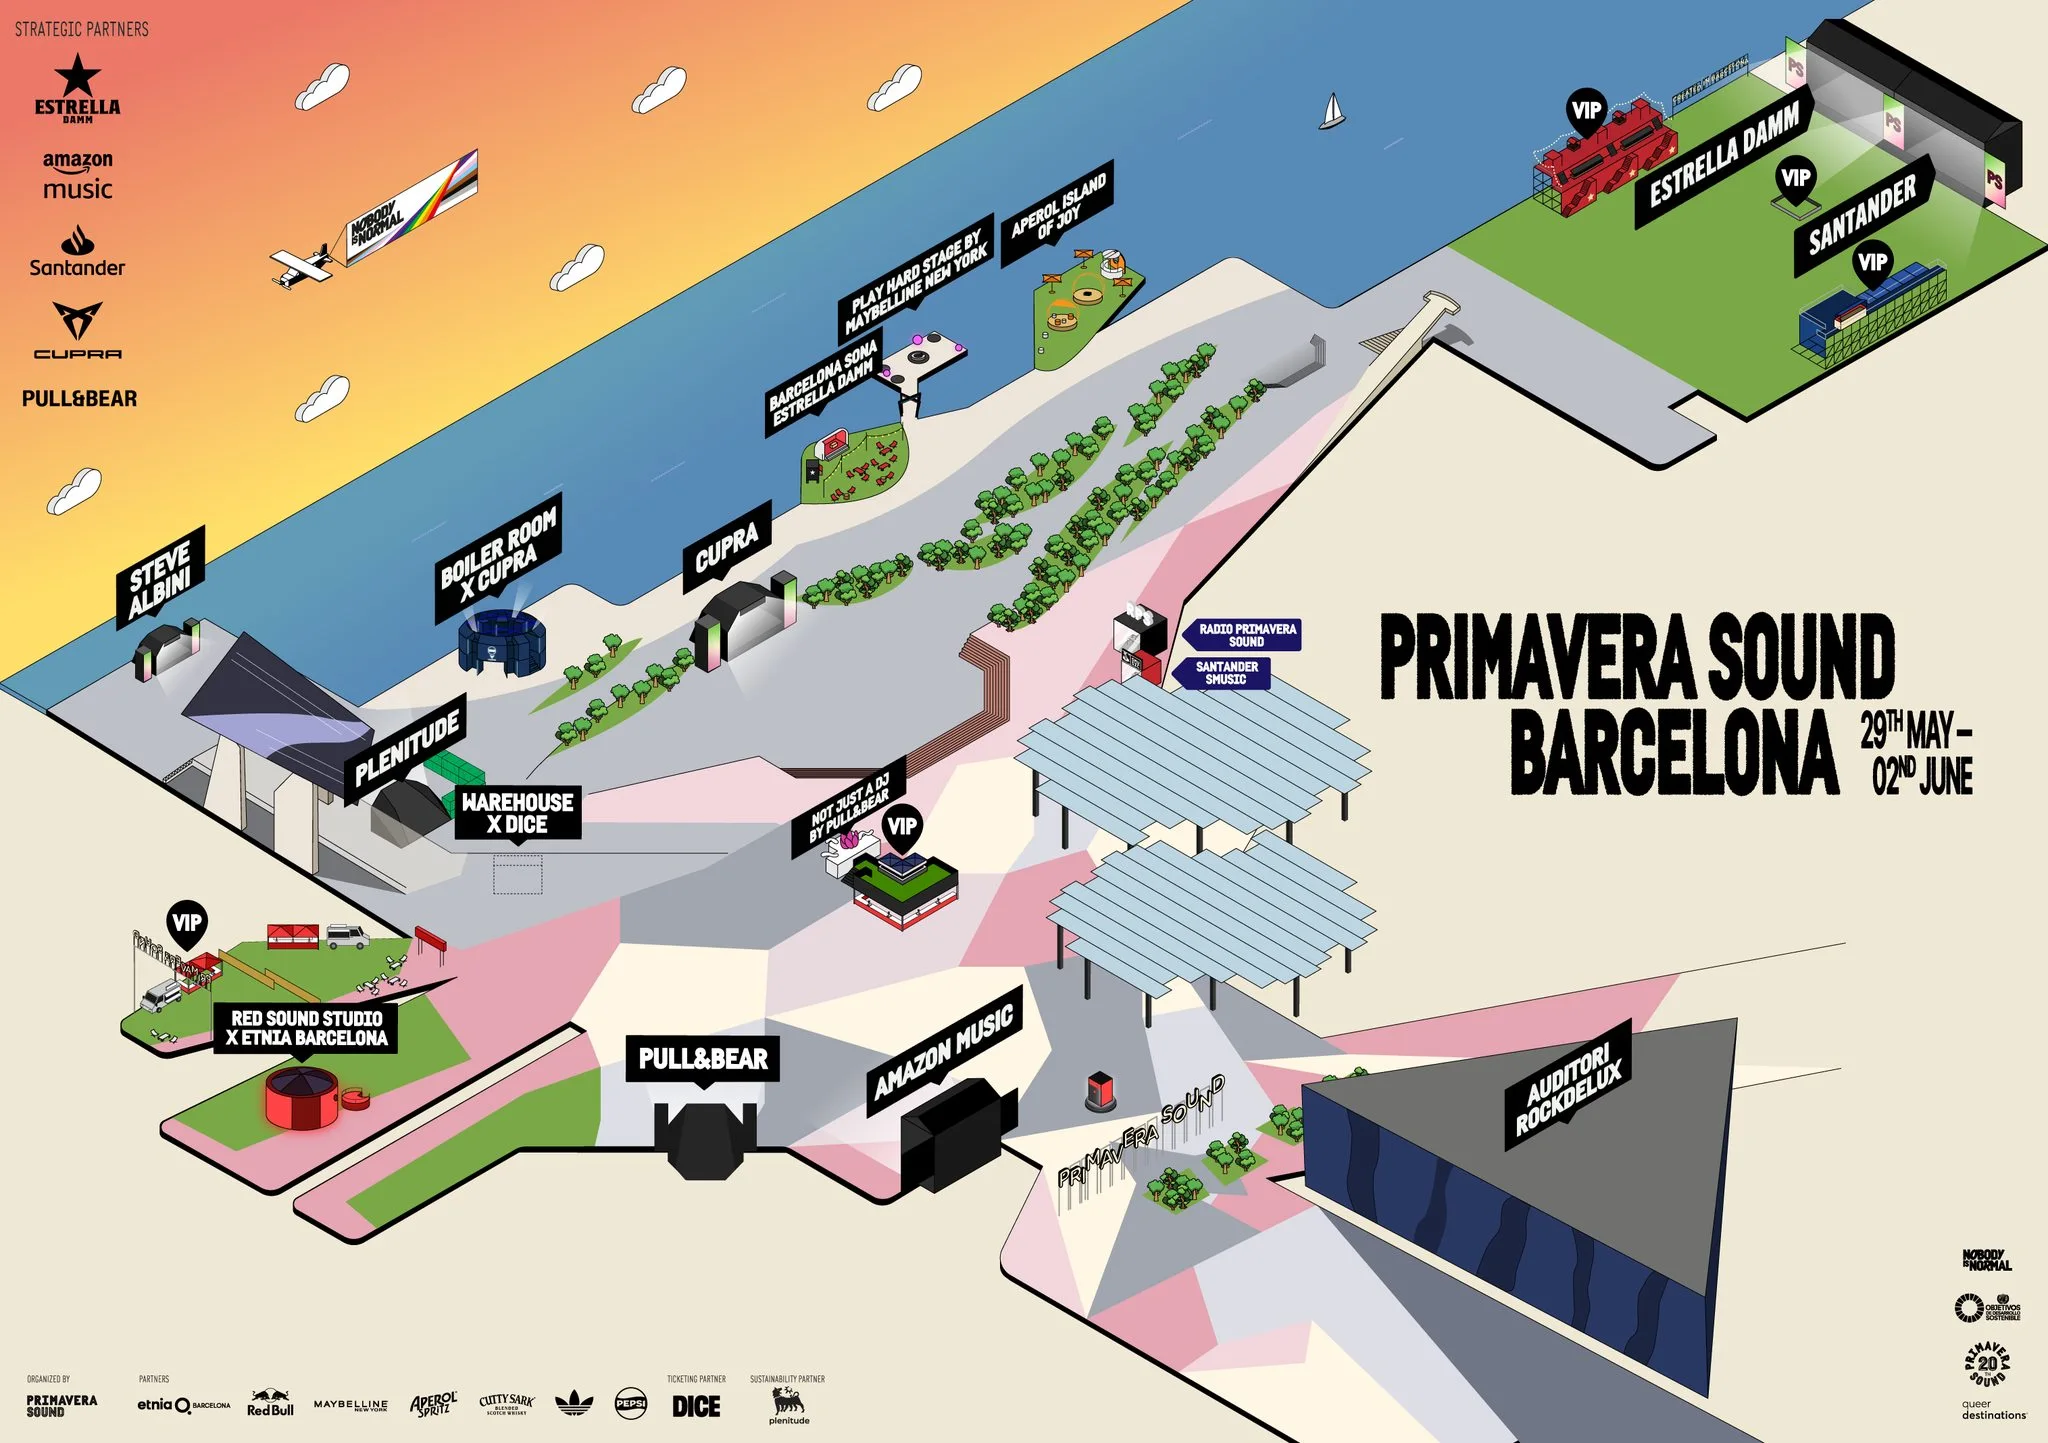 STRATEGIC PARTNERS
ESTRELLA
DAMM
amazon
music
Santander
CUPRA
PULL&BEAR
NOBODY
IS NORMAL
STEVE
ALBINI
BOILER ROOM
X CUPRA
CUPRA
BARCELONA SONA
ESTRELLA DAMM
PLAY HARD STAGE BY
MAYBELLINE NEW YORK
APEROL ISLAND
OF JOY
VIP
ESTRELLA DAMM
VIP
SANTANDER
VIP
PS
PS
PS
RADIO PRIMAVERA
SOUND
SANTANDER
SMUSIC
PRIMAVERA SOUND
BARCELONA
29TH MAY –
02ND JUNE
PLENITUDE
WAREHOUSE
X DICE
NOT JUST A DJ
BY PULL&BEAR
VIP
VIP
RED SOUND STUDIO
X ETNIA BARCELONA
PULL&BEAR
AMAZON MUSIC
PRIMAVERA SOUND
AUDITORI
ROCKDELUX
ORGANIZED BY
PRIMAVERA
SOUND
PARTNERS
etnia BARCELONA
Red Bull
MAYBELLINE
NEW YORK
APEROL
SPRITZ
CUTTY SARK
BLENDED
SCOTCH WHISKY
PEPSI
TICKETING PARTNER
DICE
SUSTAINABILITY PARTNER
plenitude
NOBODY
IS NORMAL
OBJETIVOS
DE DESARROLLO
SOSTENIBLE
PRIMAVERA
20
SOUND
queer
destinations